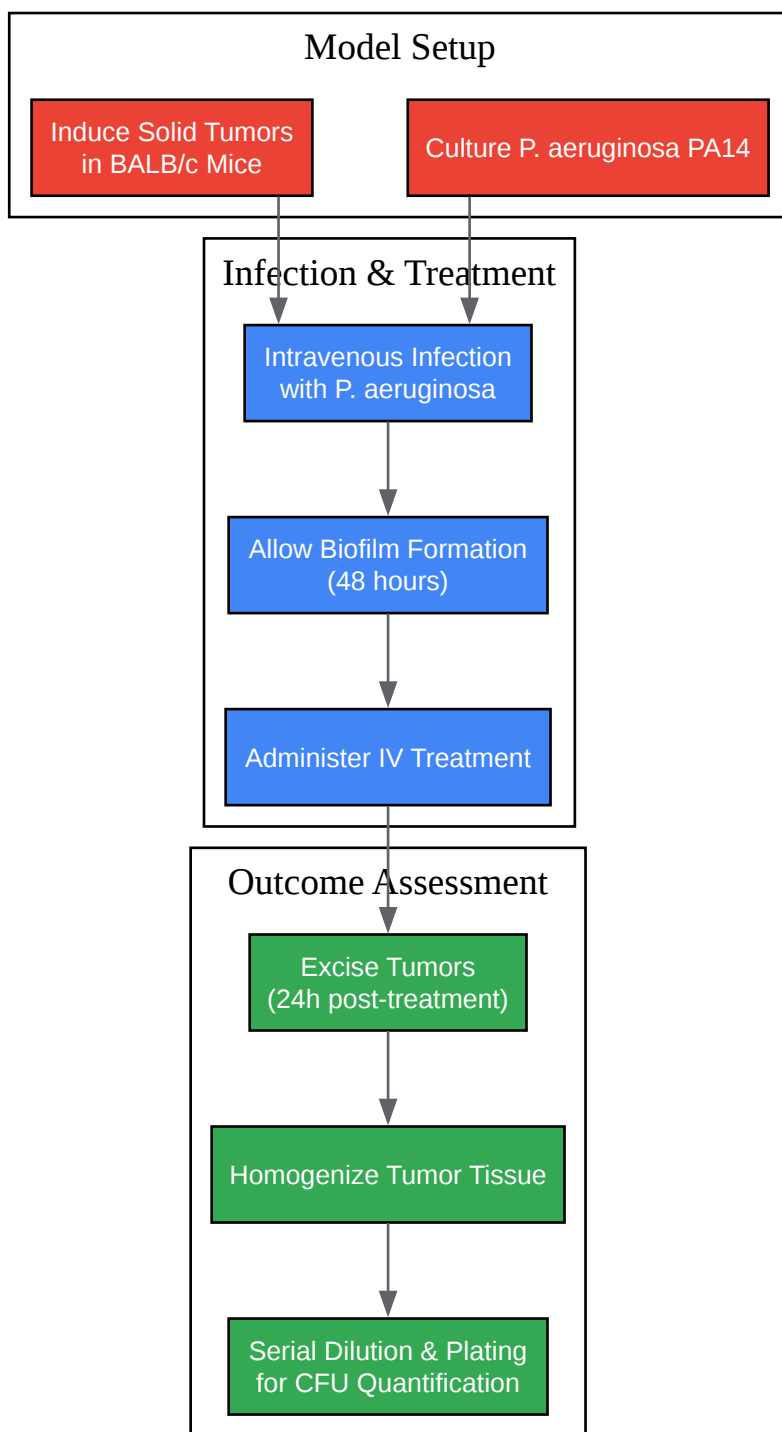 Model Setup
Induce Solid Tumors
in BALB/c Mice
Culture P. aeruginosa PA14
Infection & Treatment
Intravenous Infection
with P. aeruginosa
Allow Biofilm Formation
(48 hours)
Administer IV Treatment
Outcome Assessment
Excise Tumors
(24h post-treatment)
Homogenize Tumor Tissue
Serial Dilution & Plating
for CFU Quantification